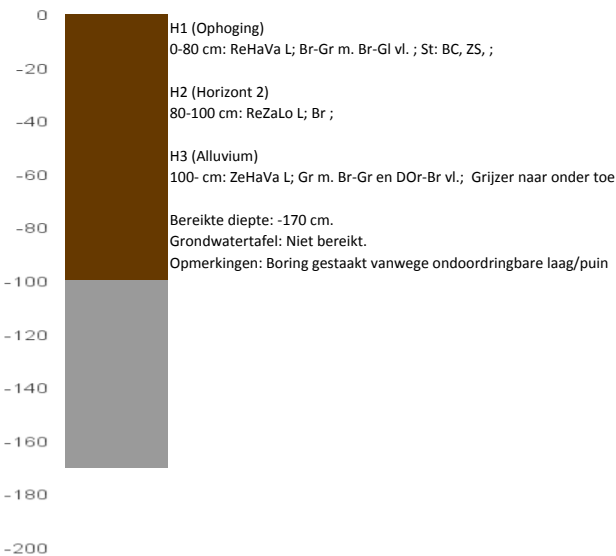 0
-20
-40
-60
-80
-100
-120
-140
-160
-180
-200
H1 (Ophoging)
0-80 cm: ReHaVa L; Br-Gr m. Br-Gl vl. ; St: BC, ZS, ;
H2 (Horizont 2)
80-100 cm: ReZaLo L; Br ;
H3 (Alluvium)
100- cm: ZeHaVa L; Gr m. Br-Gr en DOr-Br vl.; Grijzer naar onder toe
Bereikte diepte: -170 cm.
Grondwatertafel: Niet bereikt.
Opmerkingen: Boring gestaakt vanwege ondoordringbare laag/puin